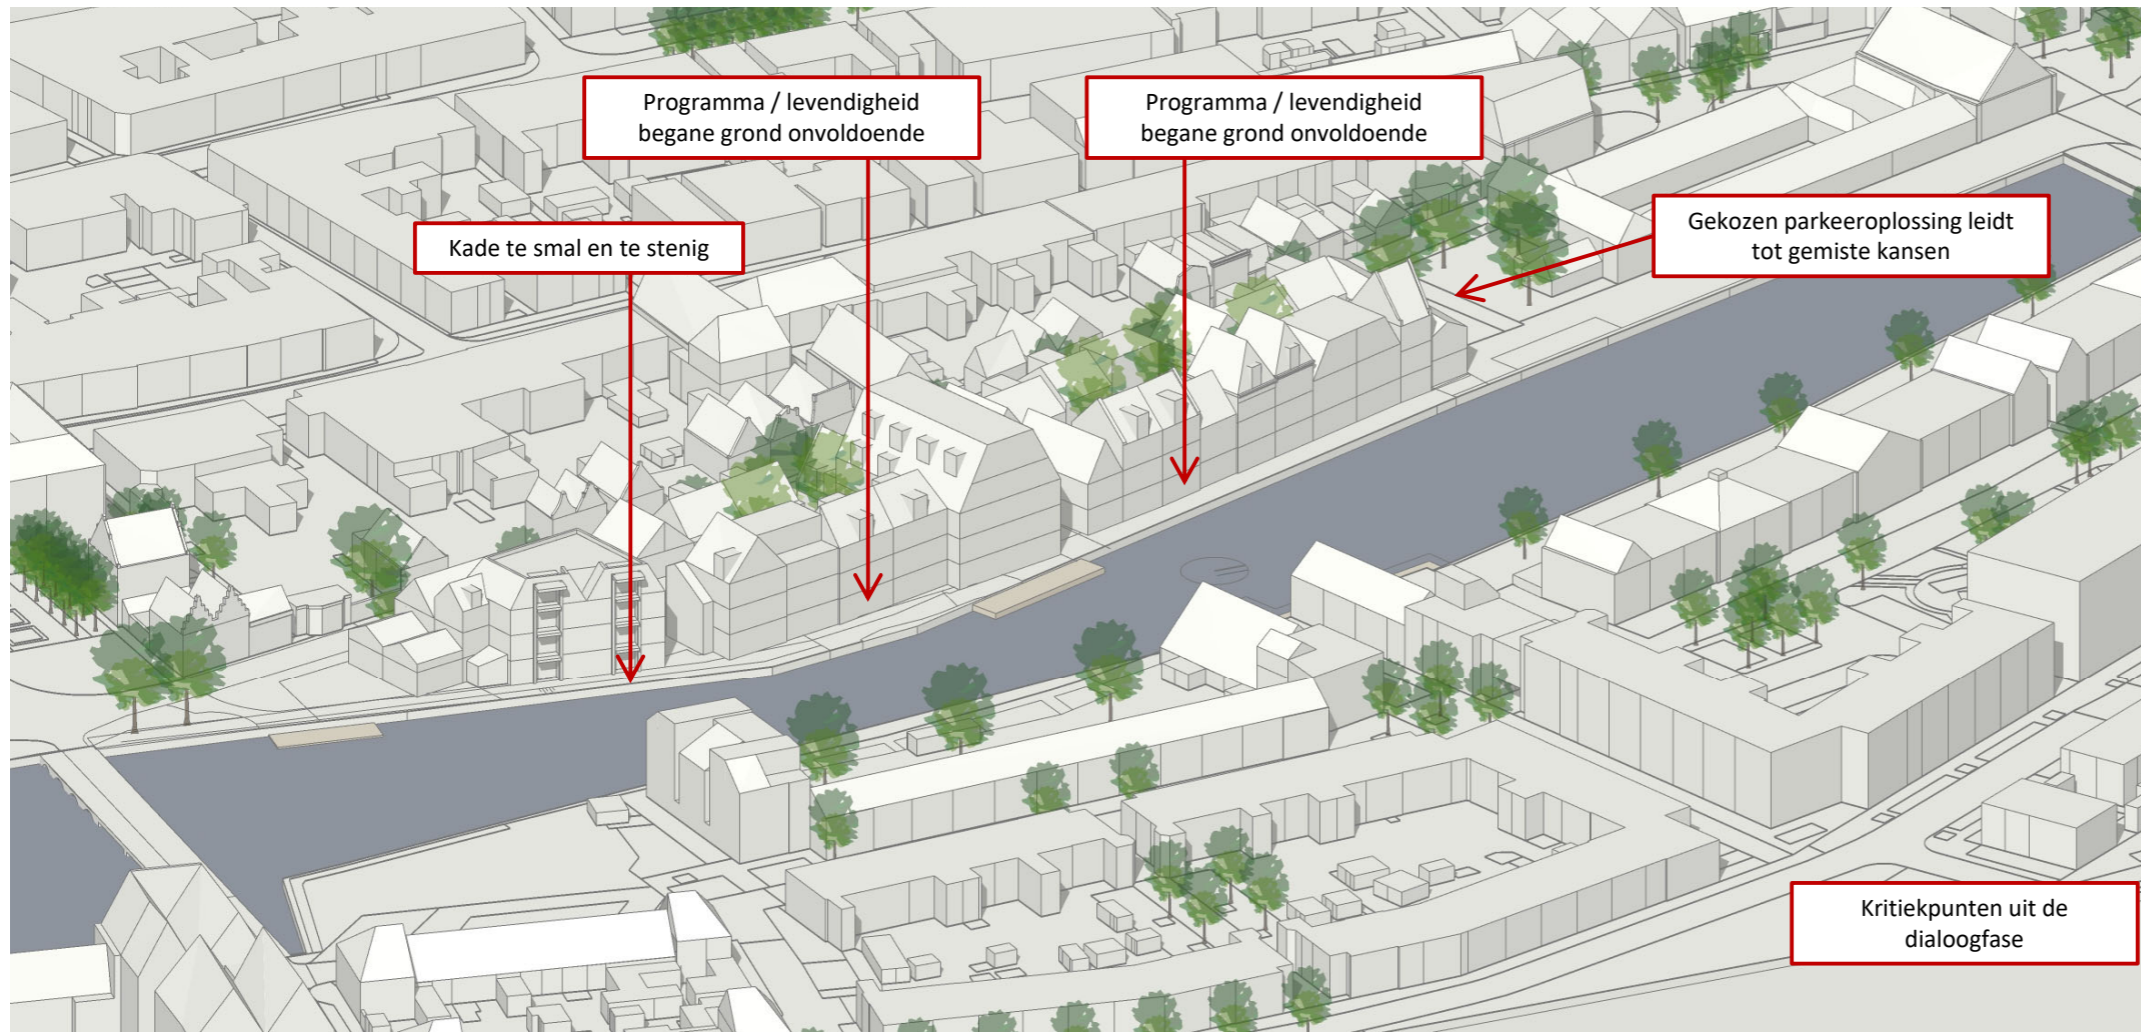 Programma / levendigheid
begane grond onvoldoende
Programma / levendigheid
begane grond onvoldoende
Kade te smal en te stenig
Gekozen parkeeroplossing leidt
tot gemiste kansen
Kritiekpunten uit de
dialoogfase